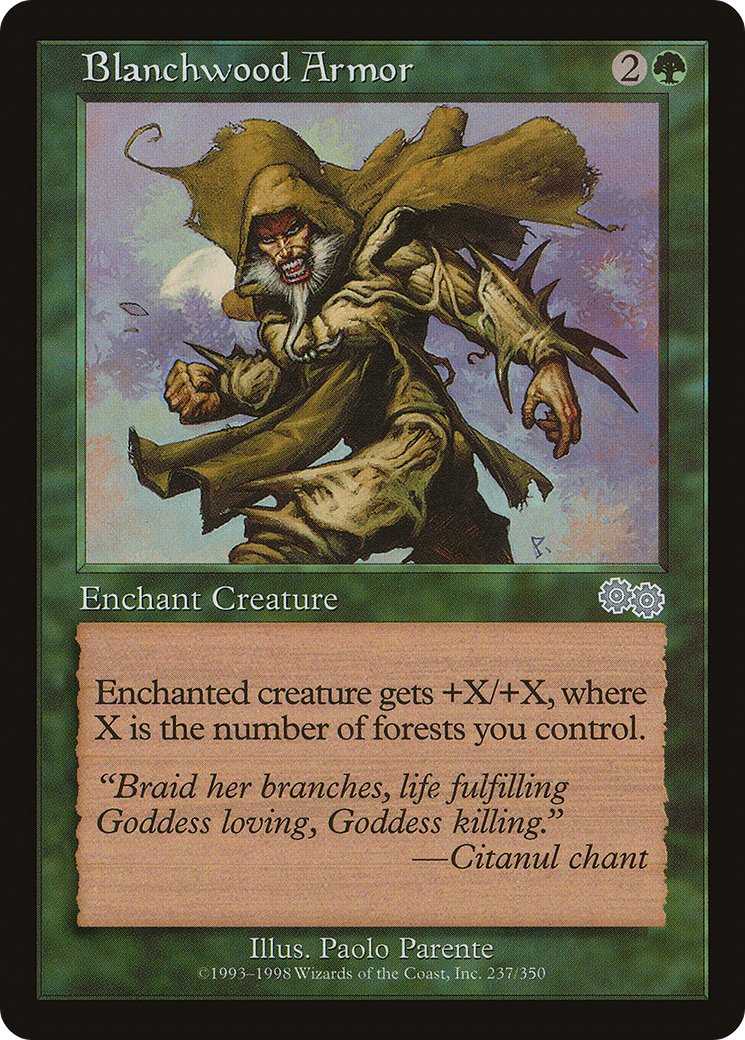 Blanchwood Armor
2
Enchant Creature
Enchanted creature gets +X/+X, where
X is the number of forests you control.
“Braid her branches, life fulfilling
Goddess loving, Goddess killing.”
—Citanul chant
P.
Illus. Paolo Parente
©1993–1998 Wizards of the Coast, Inc. 237/350